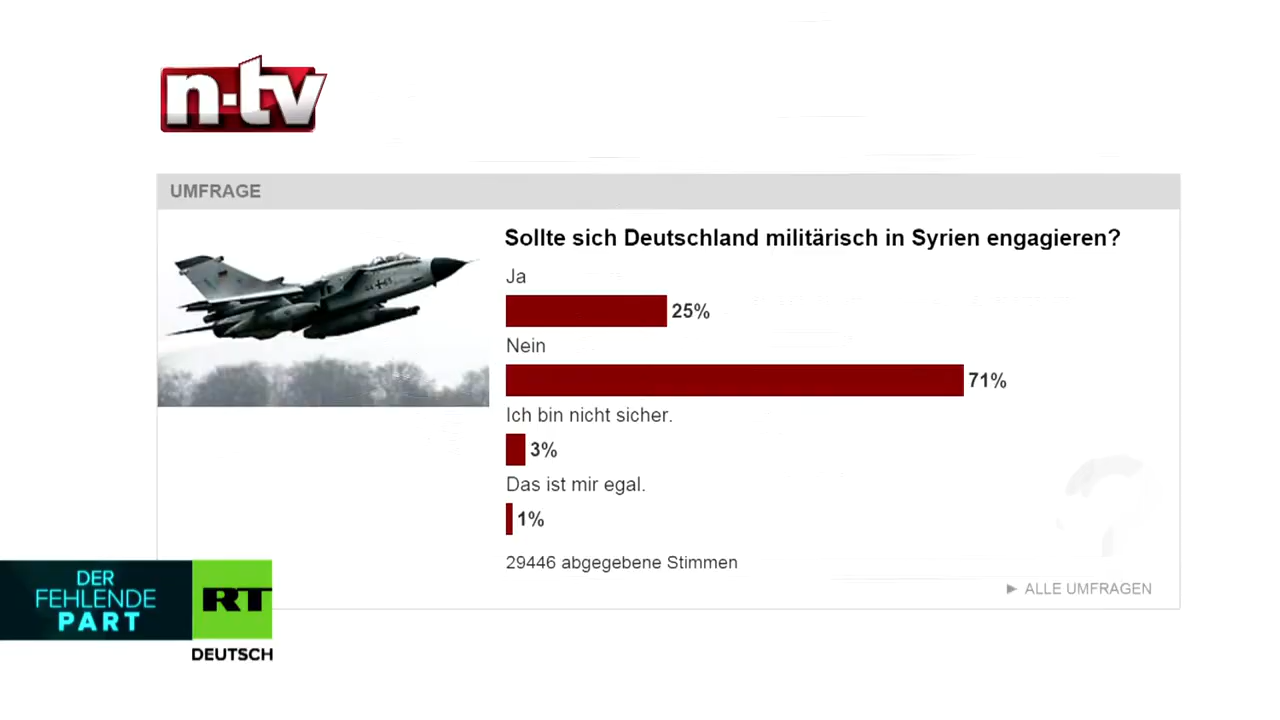 n-tv
UMFRAGE
Sollte sich Deutschland militärisch in Syrien engagieren?
Ja
25%
Nein
71%
Ich bin nicht sicher.
3%
Das ist mir egal.
1%
29446 abgegebene Stimmen
► ALLE UMFRAGEN
DER
FEHLENDE
PART
RT
DEUTSCH